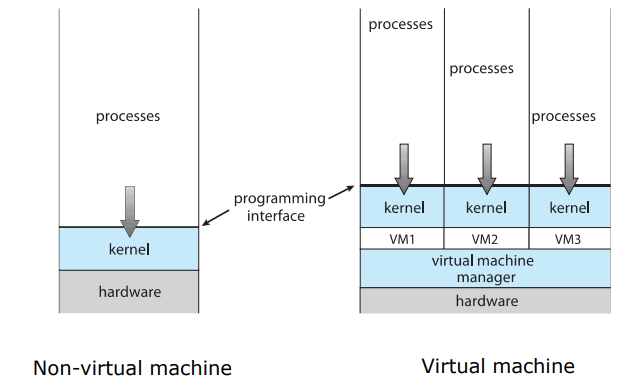 processes
kernel
hardware
Non-virtual machine
programming
interface
processes
processes
processes
kernel
kernel
kernel
VM1
VM2
VM3
virtual machine
manager
hardware
Virtual machine